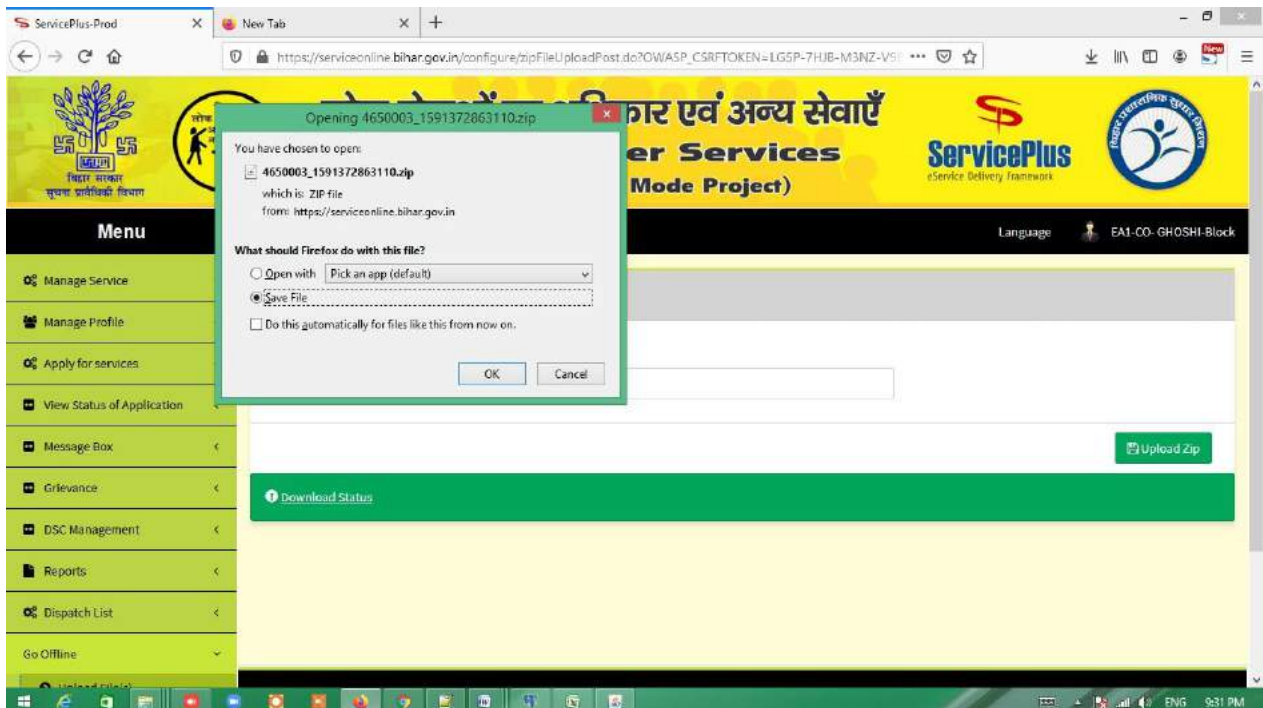 ServicePlus-Prod
New Tab
https://serviceonline.bihar.gov.in/configure/zipFileUploadPost.do?OWASP_CSRFTOKEN=LG5P-7HJB-M3NZ-V9
New
बिहार सरकार
सूचना प्रावैधिकी विभाग
कार एवं अन्य सेवाएँ
er Services
Mode Project)
ServicePlus
eService Delivery Framework
Opening 4650003_1591372863110.zip
You have chosen to open:
4650003_1591372863110.zip
which is: ZIP file
from: https://serviceonline.bihar.gov.in
What should Firefox do with this file?
Open with Pick an app (default)
Save File
Do this automatically for files like this from now on.
OK Cancel
Menu
Language EA1-CO- GHOSHI-Block
Manage Service
Manage Profile
Apply for services
View Status of Application
Message Box
Grievance
DSC Management
Reports
Dispatch List
Go Offline
Upload Zip
Download Status
ENG 9:31 PM